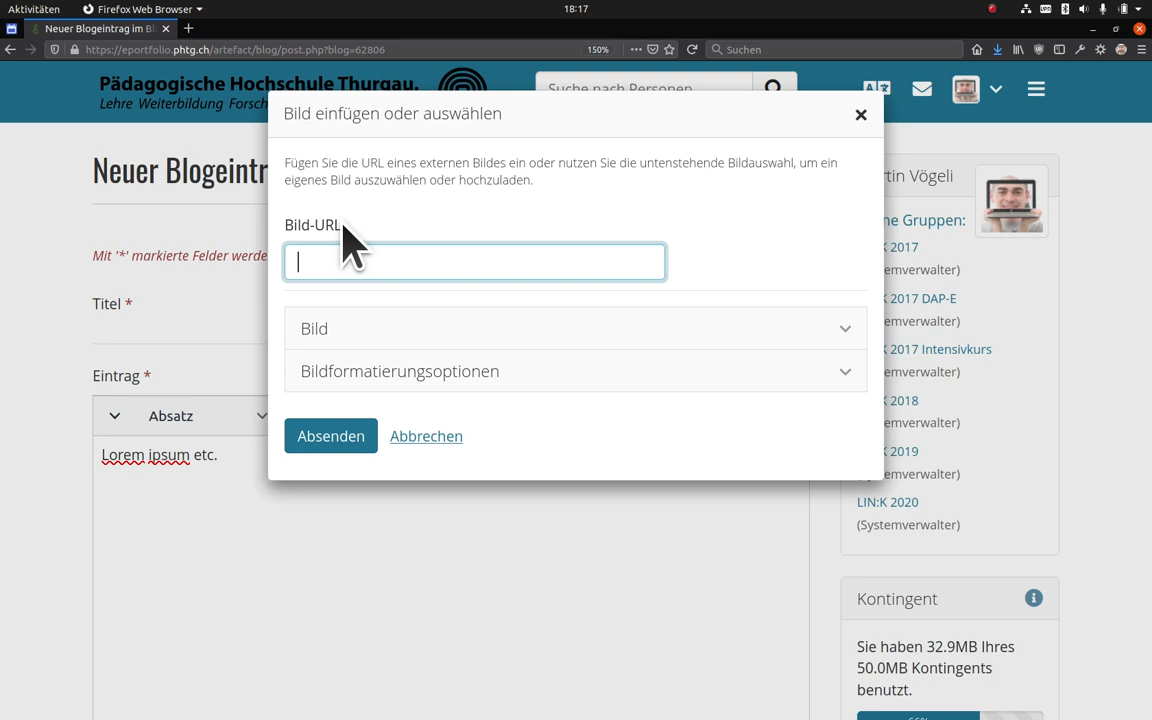 Aktivitäten
Firefox Web Browser
18:17
Neuer Blogeintrag im Bl
https://eportfolio.phtg.ch/artefact/blog/post.php?blog=62806
150%
Suchen
Pädagogische Hochschule Thurgau.
Lehre Weiterbildung Forsch
Suche nach Personen
Bild einfügen oder auswählen
Fügen Sie die URL eines externen Bildes ein oder nutzen Sie die untenstehende Bildauswahl, um ein
eigenes Bild auszuwählen oder hochzuladen.
Bild-URL
Bild
Bildformatierungsoptionen
Absenden
Abbrechen
Neuer Blogeintr
Mit '*' markierte Felder werde
Titel *
Eintrag *
Absatz
Lorem ipsum etc.
rtin Vögeli
ne Gruppen:
K 2017
emverwalter)
K 2017 DAP-E
emverwalter)
K 2017 Intensivkurs
emverwalter)
K 2018
emverwalter)
K 2019
emverwalter)
LIN:K 2020
(Systemverwalter)
Kontingent
Sie haben 32.9MB Ihres
50.0MB Kontingents
benutzt.